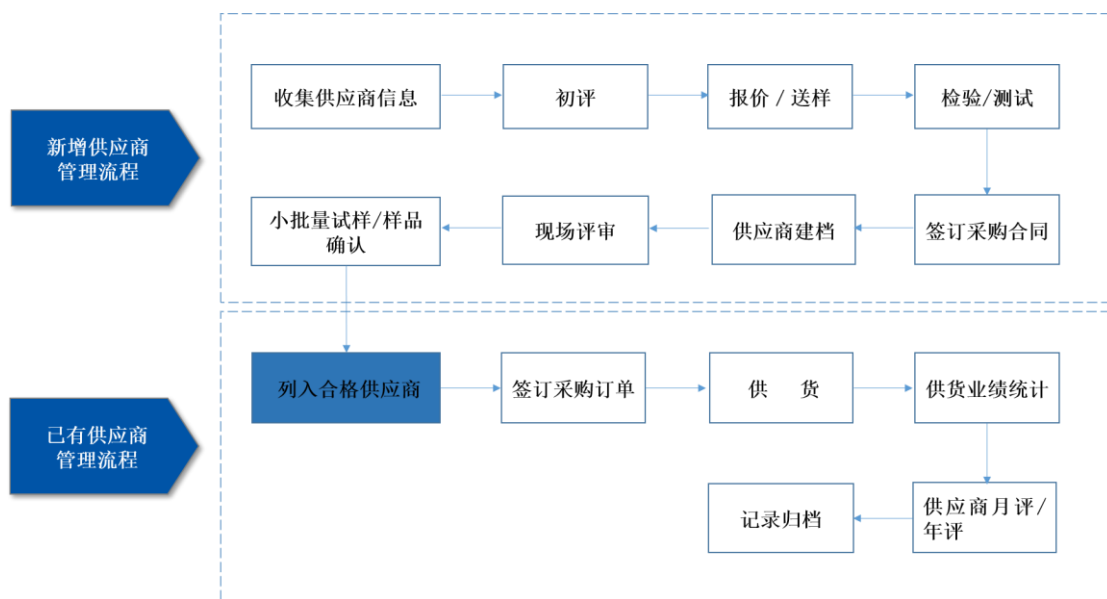 新增供应商
管理流程
收集供应商信息
初评
报价 / 送样
检验/测试
签订采购合同
供应商建档
现场评审
小批量试样/样品
确认
已有供应商
管理流程
列入合格供应商
签订采购订单
供 货
供货业绩统计
供应商月评/
年评
记录归档